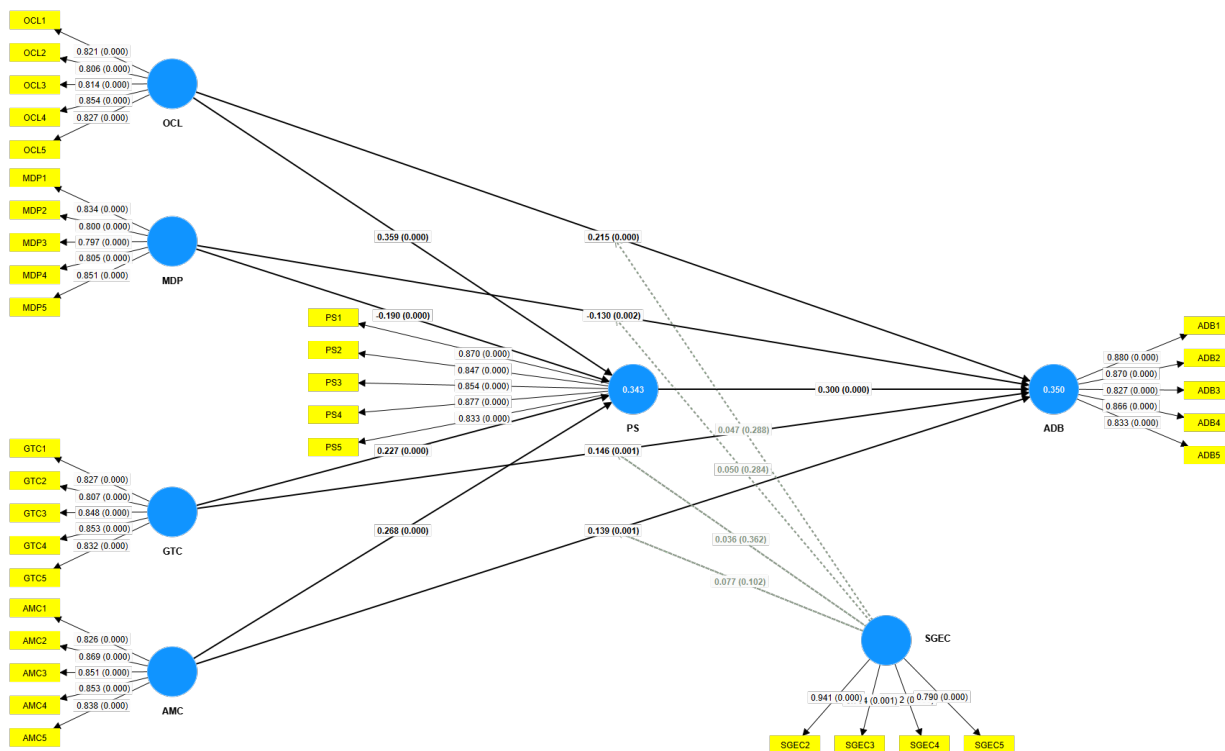 OCL1
OCL2
OCL3
OCL4
OCL5
0.821 (0.000)
0.806 (0.000)
0.814 (0.000)
0.854 (0.000)
0.827 (0.000)
OCL
MDP1
MDP2
MDP3
MDP4
MDP5
0.834 (0.000)
0.800 (0.000)
0.797 (0.000)
0.805 (0.000)
0.851 (0.000)
MDP
0.359 (0.000)
0.215 (0.000)
-0.190 (0.000)
-0.130 (0.002)
PS1
PS2
PS3
PS4
PS5
0.870 (0.000)
0.847 (0.000)
0.854 (0.000)
0.877 (0.000)
0.833 (0.000)
0.343
PS
0.300 (0.000)
0.350
ADB
0.880 (0.000)
0.870 (0.000)
0.827 (0.000)
0.866 (0.000)
0.833 (0.000)
ADB1
ADB2
ADB3
ADB4
ADB5
0.047 (0.288)
0.146 (0.001)
0.050 (0.284)
0.227 (0.000)
GTC1
GTC2
GTC3
GTC4
GTC5
0.827 (0.000)
0.807 (0.000)
0.848 (0.000)
0.853 (0.000)
0.832 (0.000)
GTC
0.268 (0.000)
0.139 (0.001)
0.036 (0.362)
0.077 (0.102)
AMC1
AMC2
AMC3
AMC4
AMC5
0.826 (0.000)
0.869 (0.000)
0.851 (0.000)
0.853 (0.000)
0.838 (0.000)
AMC
SGEC
0.941 (0.000)
0.790 (0.000)
SGEC2
SGEC3
SGEC4
SGEC5